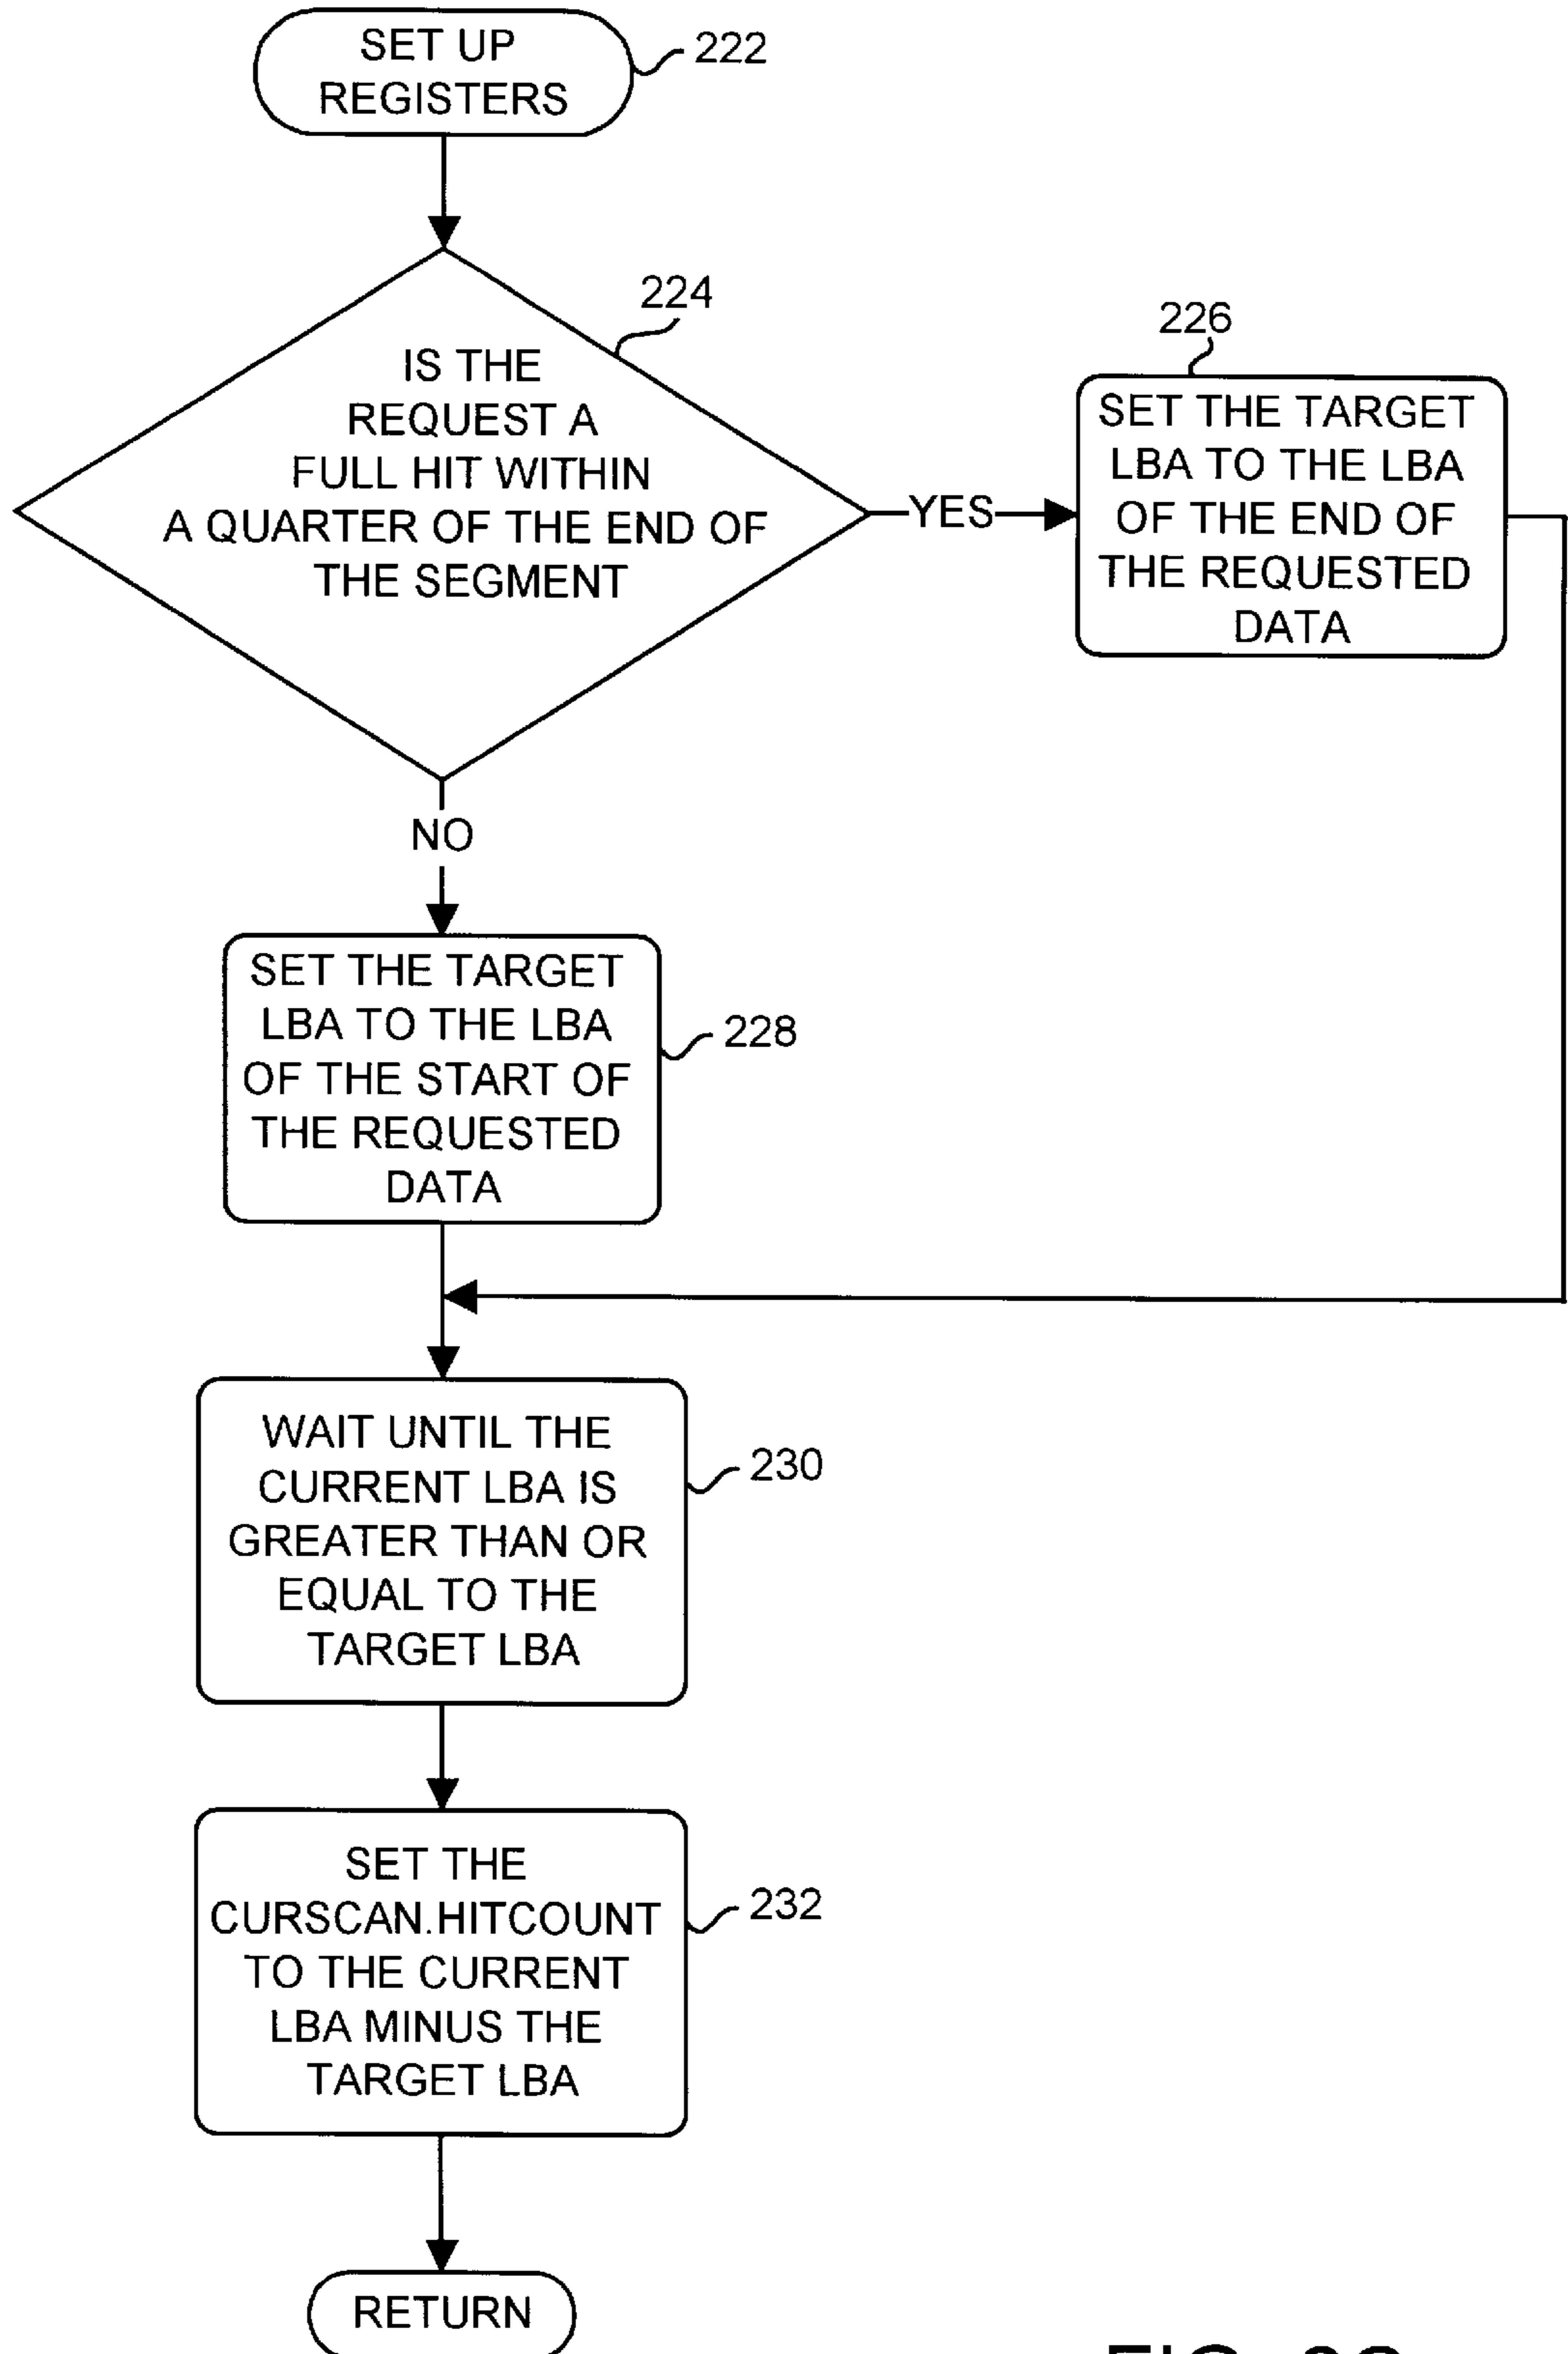 SET UP
REGISTERS
222
224
IS THE
REQUEST A
FULL HIT WITHIN
A QUARTER OF THE END OF
THE SEGMENT
YES
226
SET THE TARGET
LBA TO THE LBA
OF THE END OF
THE REQUESTED
DATA
NO
SET THE TARGET
LBA TO THE LBA
OF THE START OF
THE REQUESTED
DATA
228
WAIT UNTIL THE
CURRENT LBA IS
GREATER THAN OR
EQUAL TO THE
TARGET LBA
230
SET THE
CURSCAN.HITCOUNT
TO THE CURRENT
LBA MINUS THE
TARGET LBA
232
RETURN